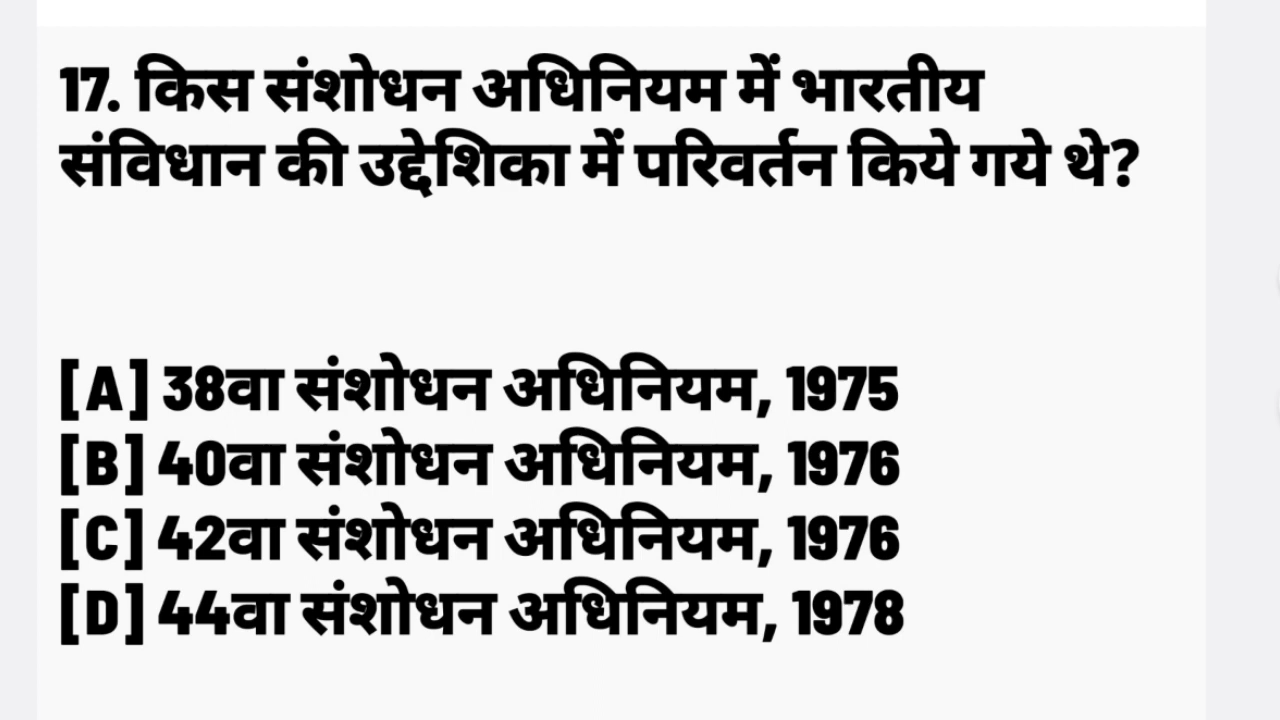 17. किस संशोधन अधिनियम में भारतीय
संविधान की उद्देशिका में परिवर्तन किये गये थे?
[A] 38वा संशोधन अधिनियम, 1975
[B] 40वा संशोधन अधिनियम, 1976
[C] 42वा संशोधन अधिनियम, 1976
[D] 44वा संशोधन अधिनियम, 1978